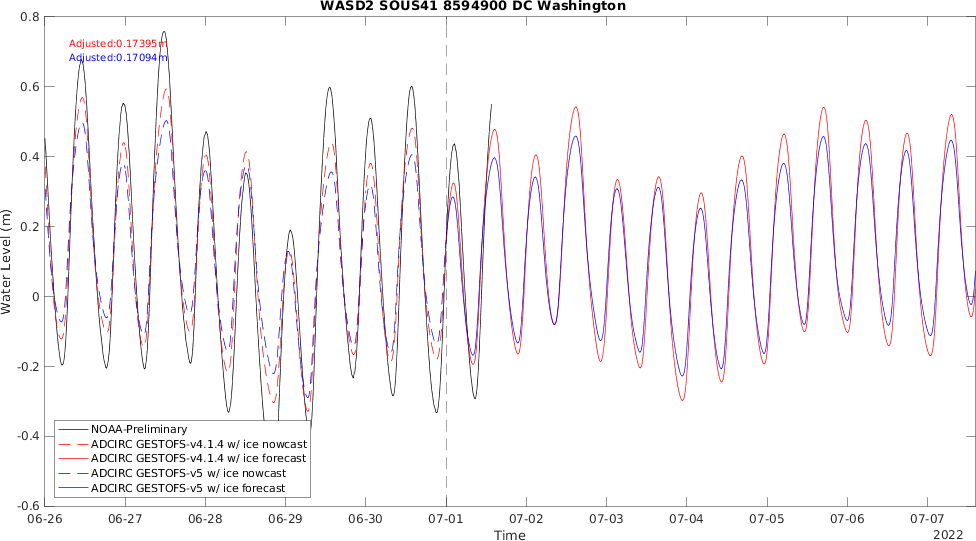 WASD2 SOUS41 8594900 DC Washington
0.8
Adjusted:0.17395m
Adjusted:0.17094m
0.6
0.4
0.2
0
-0.2
-0.4
-0.6
Water Level (m)
NOAA-Preliminary
ADCIRC GESTOFS-v4.1.4 w/ ice nowcast
ADCIRC GESTOFS-v4.1.4 w/ ice forecast
ADCIRC GESTOFS-v5 w/ ice nowcast
ADCIRC GESTOFS-v5 w/ ice forecast
06-26 06-27 06-28 06-29 06-30 07-01 07-02 07-03 07-04 07-05 07-06 07-07
Time
2022